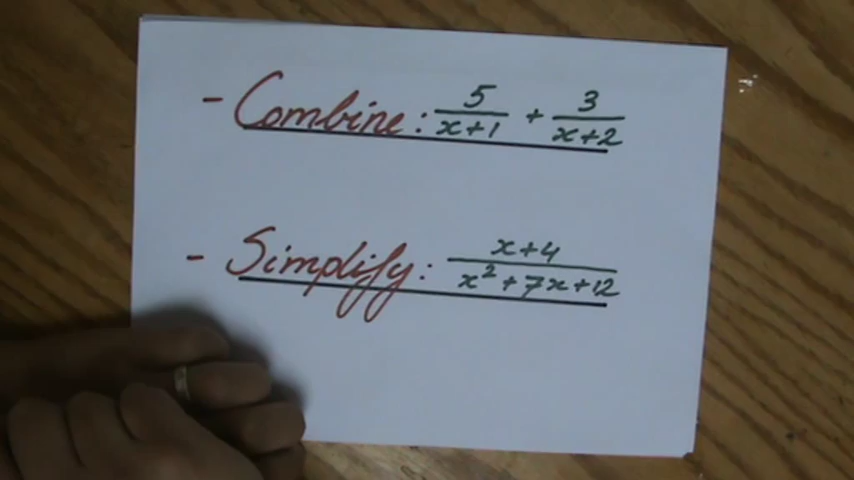 - Combine: 5/(x+1) + 3/(x+2)
- Simplify: (x+4)/(x²+7x+12)